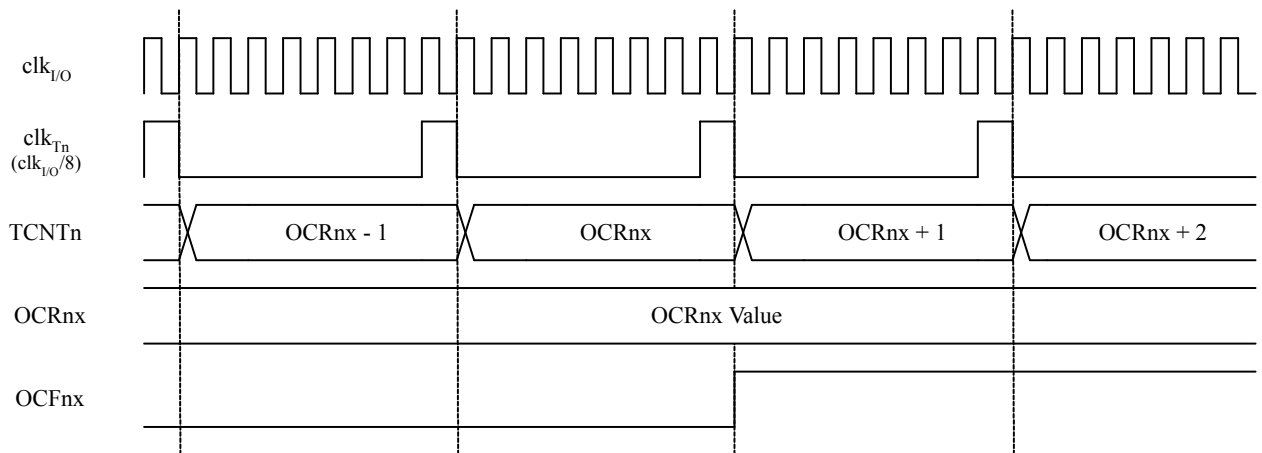 clkI/O
clkTn
(clkI/O/8)
TCNTn
OCRnx - 1
OCRnx
OCRnx + 1
OCRnx + 2
OCRnx
OCRnx Value
OCFnx